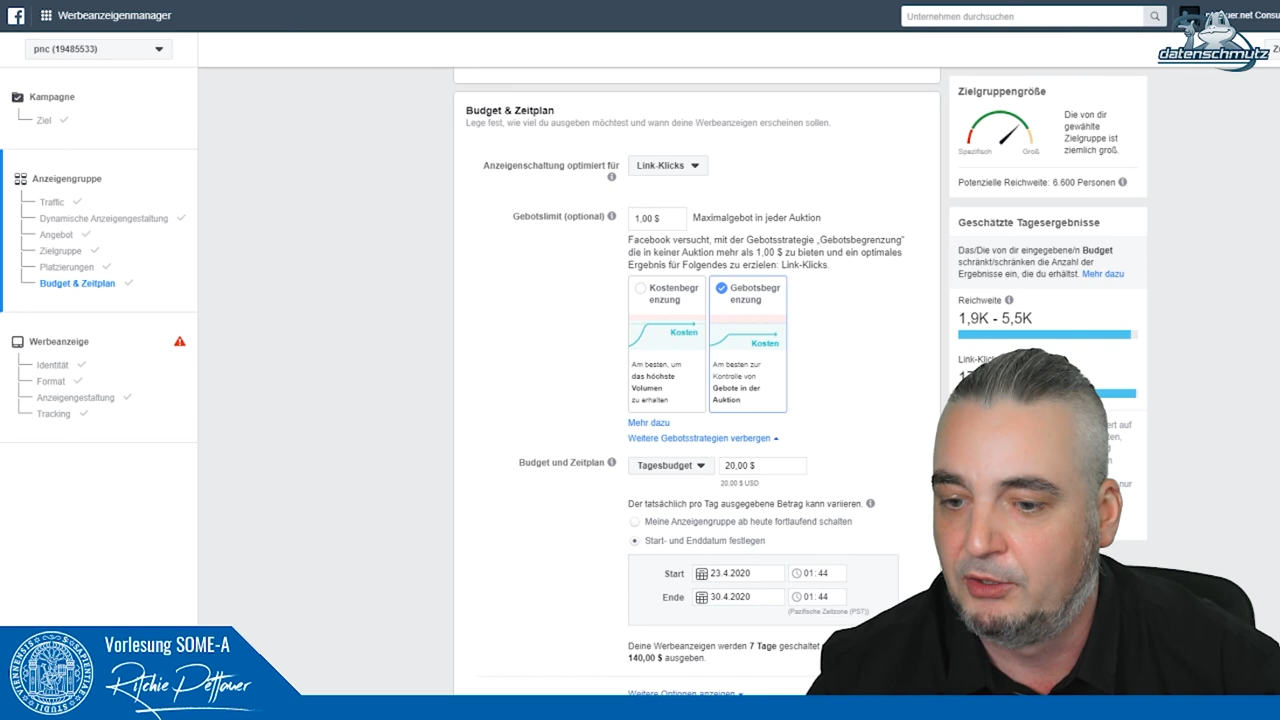 Werbeanzeigenmanager
Unternehmen durchsuchen
datenschmutz
pnc (19485533)
Kampagne
Ziel
Anzeigengruppe
Traffic
Dynamische Anzeigengestaltung
Angebot
Zielgruppe
Platzierungen
Budget & Zeitplan
Werbeanzeige
Identität
Format
Anzeigengestaltung
Tracking
Budget & Zeitplan
Lege fest, wie viel du ausgeben möchtest und wann deine Werbeanzeigen erscheinen sollen.
Anzeigenschaltung optimiert für
Link-Klicks
Gebotslimit (optional)
1,00 $
Maximalgebot in jeder Auktion
Facebook versucht, mit der Gebotsstrategie „Gebotsbegrenzung“
die in keiner Auktion mehr als 1,00 $ zu bieten und ein optimales
Ergebnis für Folgendes zu erzielen: Link-Klicks.
Kostenbegr
enzung
Kosten
Am besten, um
das höchste
Volumen
zu erhalten
Gebotsbegr
enzung
Kosten
Am besten zur
Kontrolle von
Gebote in der
Auktion
Mehr dazu
Weitere Gebotsstrategien verbergen
Budget und Zeitplan
Tagesbudget
20,00 $
20,00 $ USD
Der tatsächlich pro Tag ausgegebene Betrag kann variieren.
Meine Anzeigengruppe ab heute fortlaufend schalten
Start- und Enddatum festlegen
Start 23.4.2020 01:44
Ende 30.4.2020 01:44
(Pazifische Zeitzone (PST))
Deine Werbeanzeigen werden 7 Tage geschaltet
140,00 $ ausgeben.
Weitere Optionen anzeigen
Zielgruppengröße
Spezifisch
Groß
Die von dir
gewählte
Zielgruppe ist
ziemlich groß.
Potenzielle Reichweite: 6.600 Personen
Geschätzte Tagesergebnisse
Das/Die von dir eingegebene/n Budget
schränkt/schränken die Anzahl der
Ergebnisse ein, die du erhältst. Mehr dazu
Reichweite
1,9K - 5,5K
Link-Klic
ert auf
nur
Vorlesung SOME-A
Ritchie Pettauer